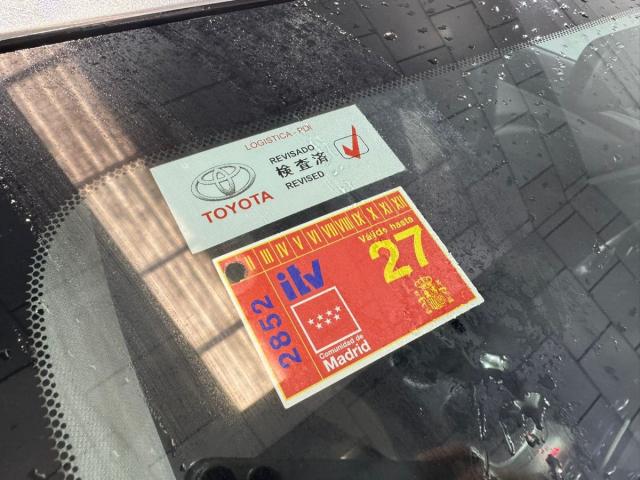 LOGISTICA - PDI
REVISADO
検査済
REVISED
TOYOTA
II III IV V VI VII VIII IX X XI XII
Válido hasta
27
itv
2852
Comunidad de
Madrid